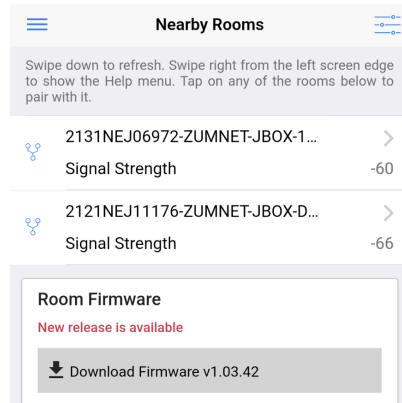 Nearby Rooms
Swipe down to refresh. Swipe right from the left screen edge
to show the Help menu. Tap on any of the rooms below to
pair with it.
2131NEJ06972-ZUMNET-JBOX-1...
Signal Strength -60
2121NEJ11176-ZUMNET-JBOX-D...
Signal Strength -66
Room Firmware
New release is available
Download Firmware v1.03.42